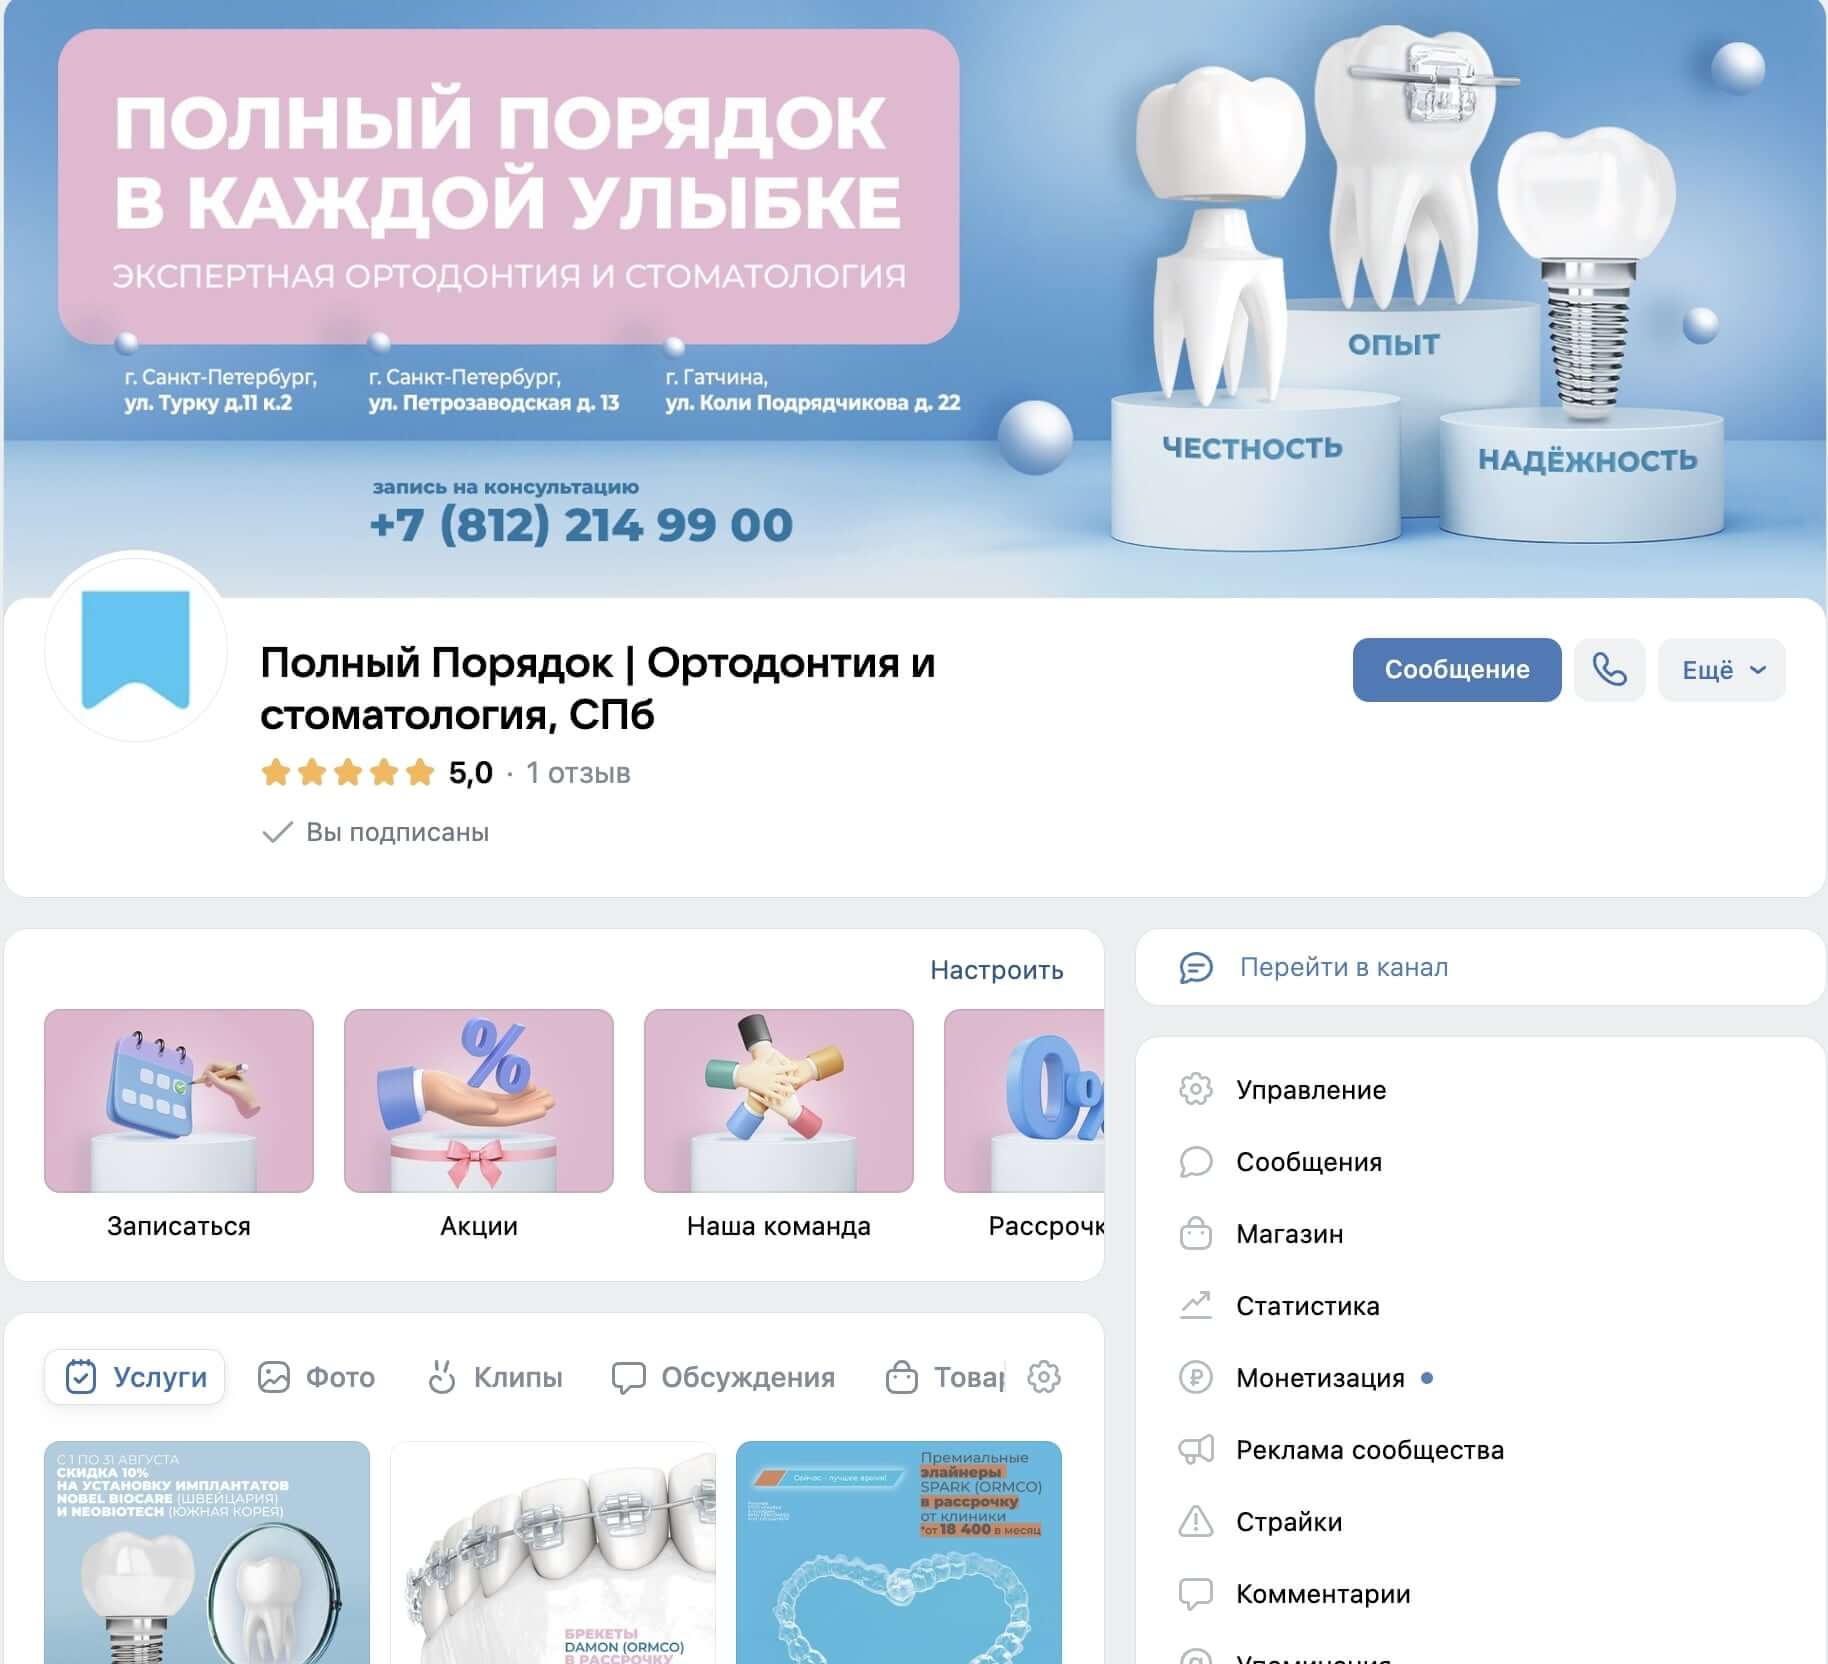 ПОЛНЫЙ ПОРЯДОК
В КАЖДОЙ УЛЫБКЕ
ЭКСПЕРТНАЯ ОРТОДОНТИЯ И СТОМАТОЛОГИЯ
г. Санкт-Петербург,
ул. Турку д.11 к.2
г. Санкт-Петербург,
ул. Петрозаводская д. 13
г. Гатчина,
ул. Коли Подрядчикова д. 22
запись на консультацию
+7 (812) 214 99 00
ОПЫТ
ЧЕСТНОСТЬ
НАДЁЖНОСТЬ
Полный Порядок | Ортодонтия и
стоматология, СПб
5,0 · 1 отзыв
Вы подписаны
Сообщение
Ещё
Настроить
Записаться
Акции
%
Наша команда
0%
Рассрочк
Перейти в канал
Управление
Сообщения
Магазин
Статистика
Монетизация
Реклама сообщества
Страйки
Комментарии
Упоминания
Услуги
Фото
Клипы
Обсуждения
Товар
С 1 ПО 31 АВГУСТА
СКИДКА 10%
НА УСТАНОВКУ ИМПЛАНТАТОВ
NOBEL BIOCARE (ШВЕЙЦАРИЯ)
И NEOBIOTECH (ЮЖНАЯ КОРЕЯ)
БРЕКЕТЫ
DAMON (ORMCO)
В РАССРОЧКУ
Сейчас - лучшее время!
Премиальные
элайнеры
SPARK (ORMCO)
в рассрочку
от клиники
*от 18 400 в месяц